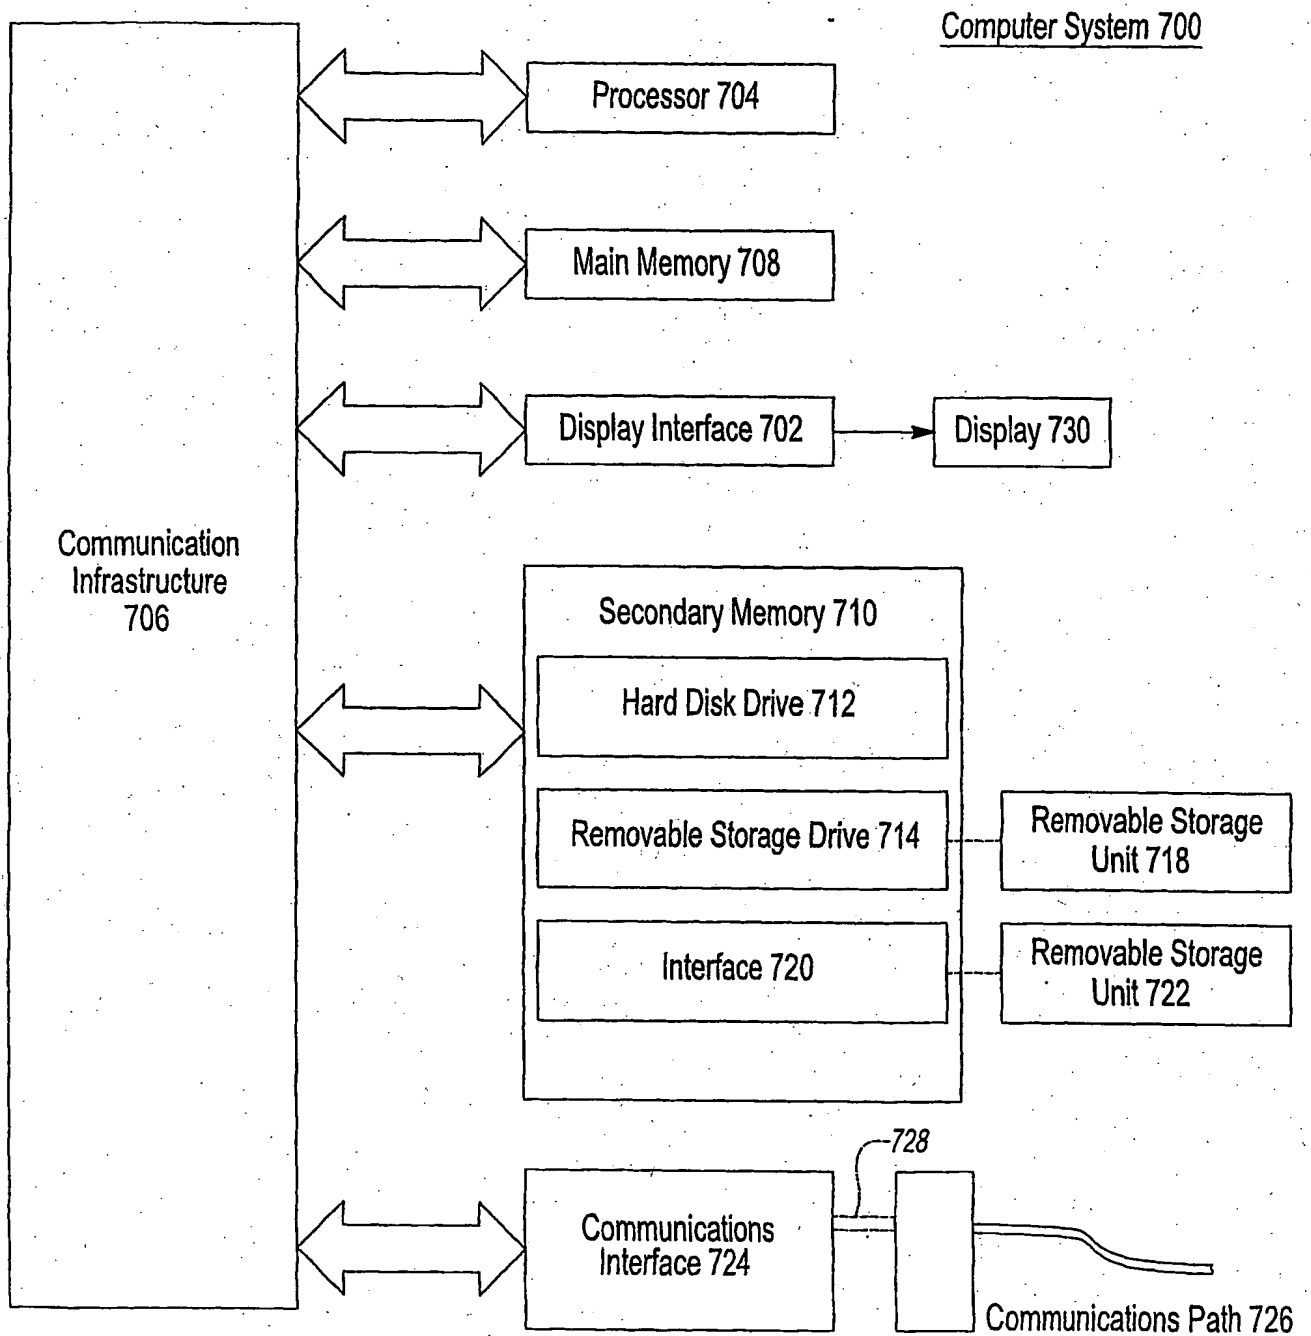 Computer System 700
Processor 704
Main Memory 708
Display Interface 702
Display 730
Communication
Infrastructure
706
Secondary Memory 710
Hard Disk Drive 712
Removable Storage Drive 714
Removable Storage
Unit 718
Interface 720
Removable Storage
Unit 722
728
Communications
Interface 724
Communications Path 726